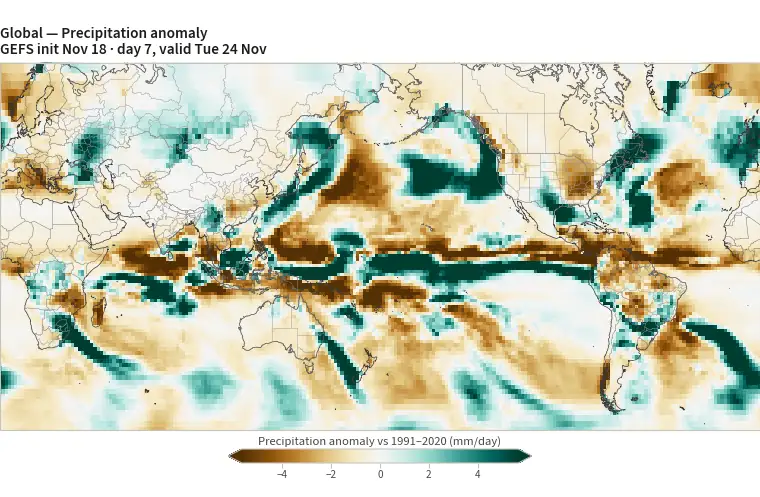 Global — Precipitation anomaly
GEFS init Nov 18 · day 7, valid Tue 24 Nov
Precipitation anomaly vs 1991–2020 (mm/day)
−4 −2 0 2 4